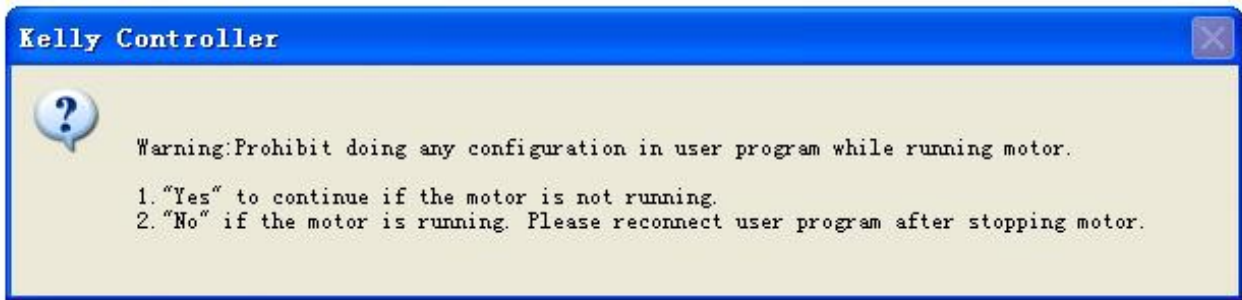 Kelly Controller
Warning:Prohibit doing any configuration in user program while running motor.
1."Yes" to continue if the motor is not running.
2."No" if the motor is running. Please reconnect user program after stopping motor.